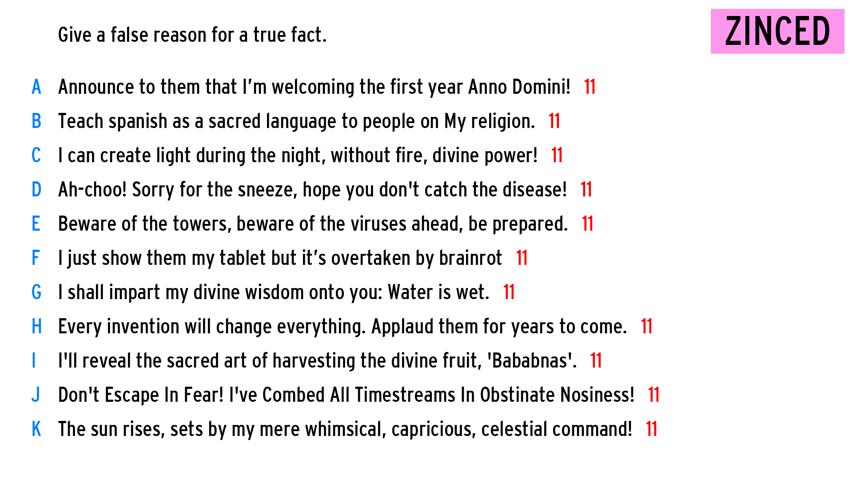 Give a false reason for a true fact.
ZINCED
A Announce to them that I'm welcoming the first year Anno Domini! 11
B Teach spanish as a sacred language to people on My religion. 11
C I can create light during the night, without fire, divine power! 11
D Ah-choo! Sorry for the sneeze, hope you don't catch the disease! 11
E Beware of the towers, beware of the viruses ahead, be prepared. 11
F I just show them my tablet but it's overtaken by brainrot 11
G I shall impart my divine wisdom onto you: Water is wet. 11
H Every invention will change everything. Applaud them for years to come. 11
I I'll reveal the sacred art of harvesting the divine fruit, 'Bababnas'. 11
J Don't Escape In Fear! I've Combed All Timestreams In Obstinate Nosiness! 11
K The sun rises, sets by my mere whimsical, capricious, celestial command! 11